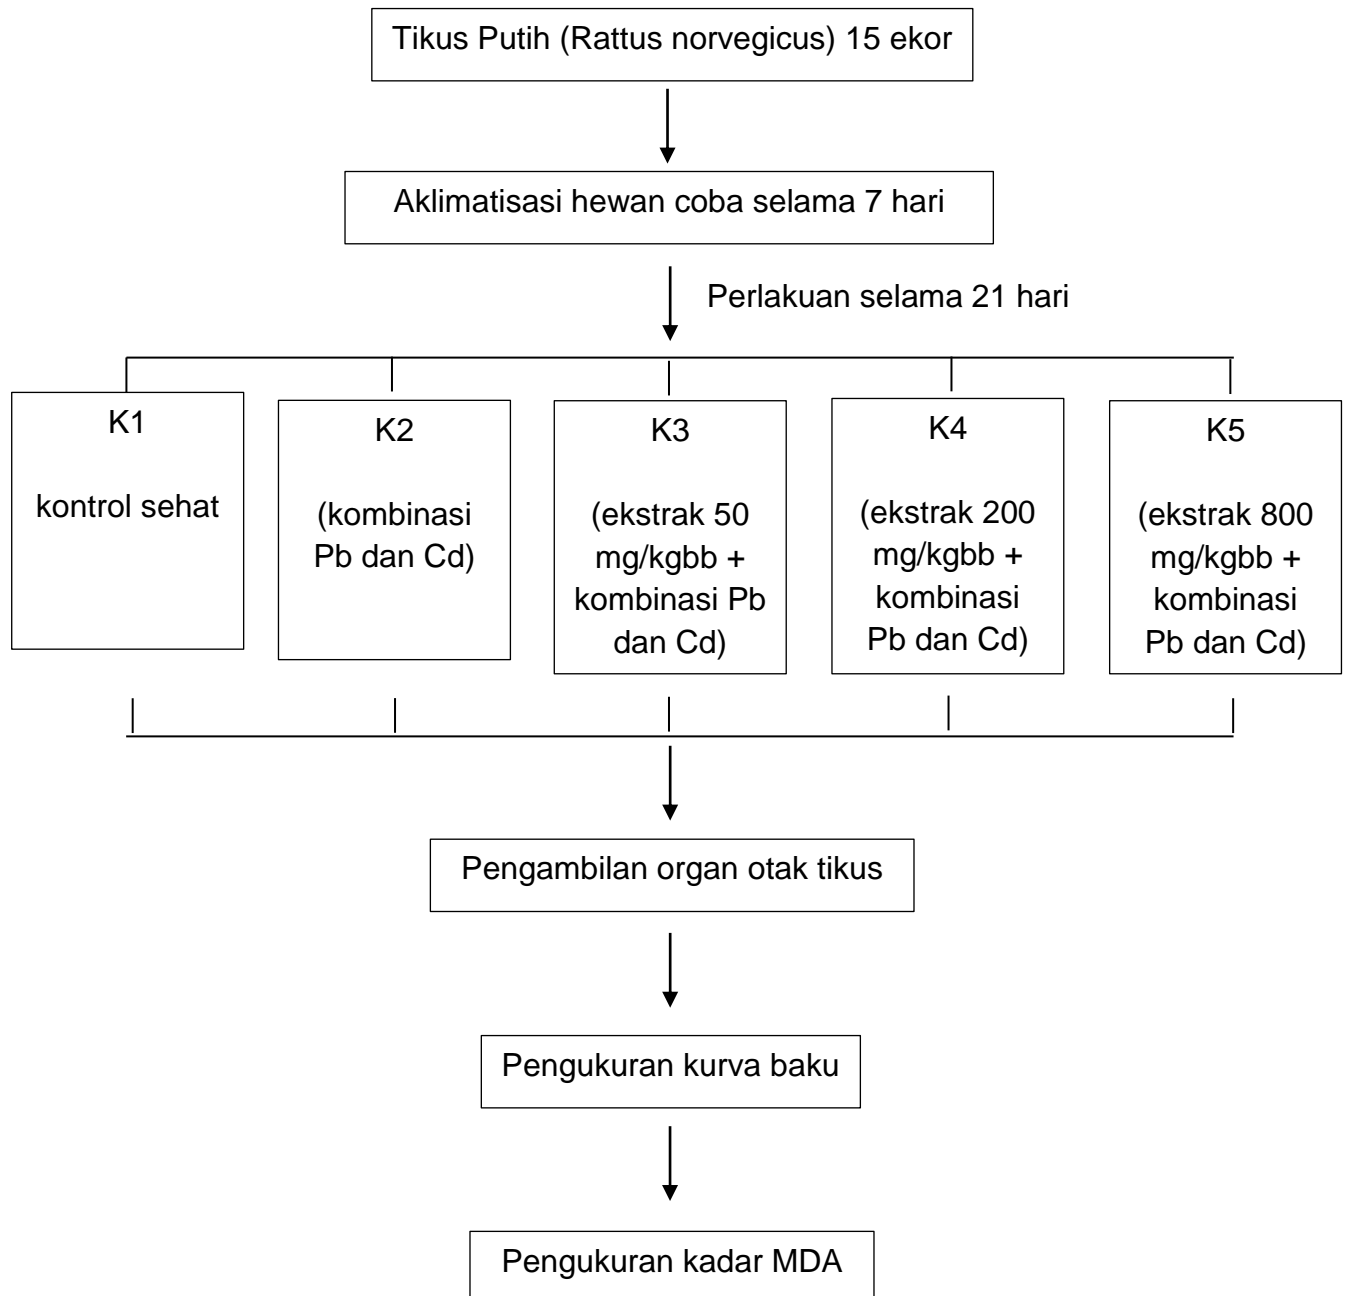 Tikus Putih (Rattus norvegicus) 15 ekor
Aklimatisasi hewan coba selama 7 hari
Perlakuan selama 21 hari
K1
kontrol sehat
K2
(kombinasi
Pb dan Cd)
K3
(ekstrak 50
mg/kgbb +
kombinasi Pb
dan Cd)
K4
(ekstrak 200
mg/kgbb +
kombinasi
Pb dan Cd)
K5
(ekstrak 800
mg/kgbb +
kombinasi
Pb dan Cd)
Pengambilan organ otak tikus
Pengukuran kurva baku
Pengukuran kadar MDA